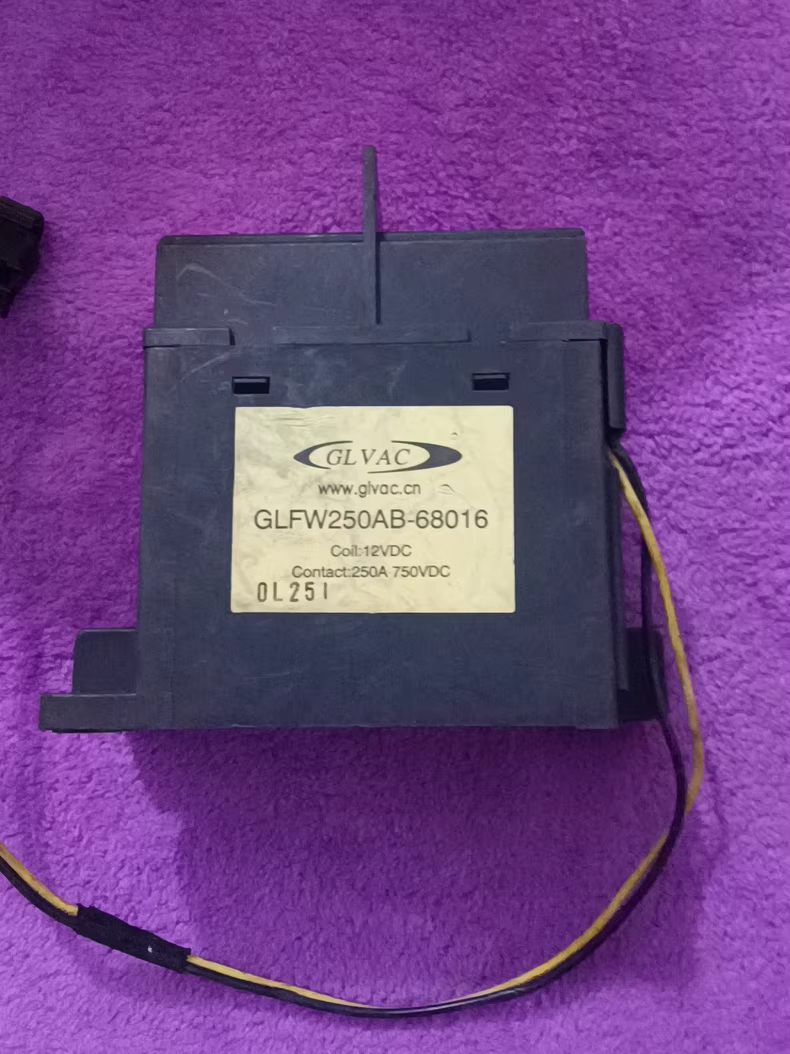 GLVAC
www.glvac.cn
GLFW250AB-68016
Coil:12VDC
Contact:250A 750VDC
0L251